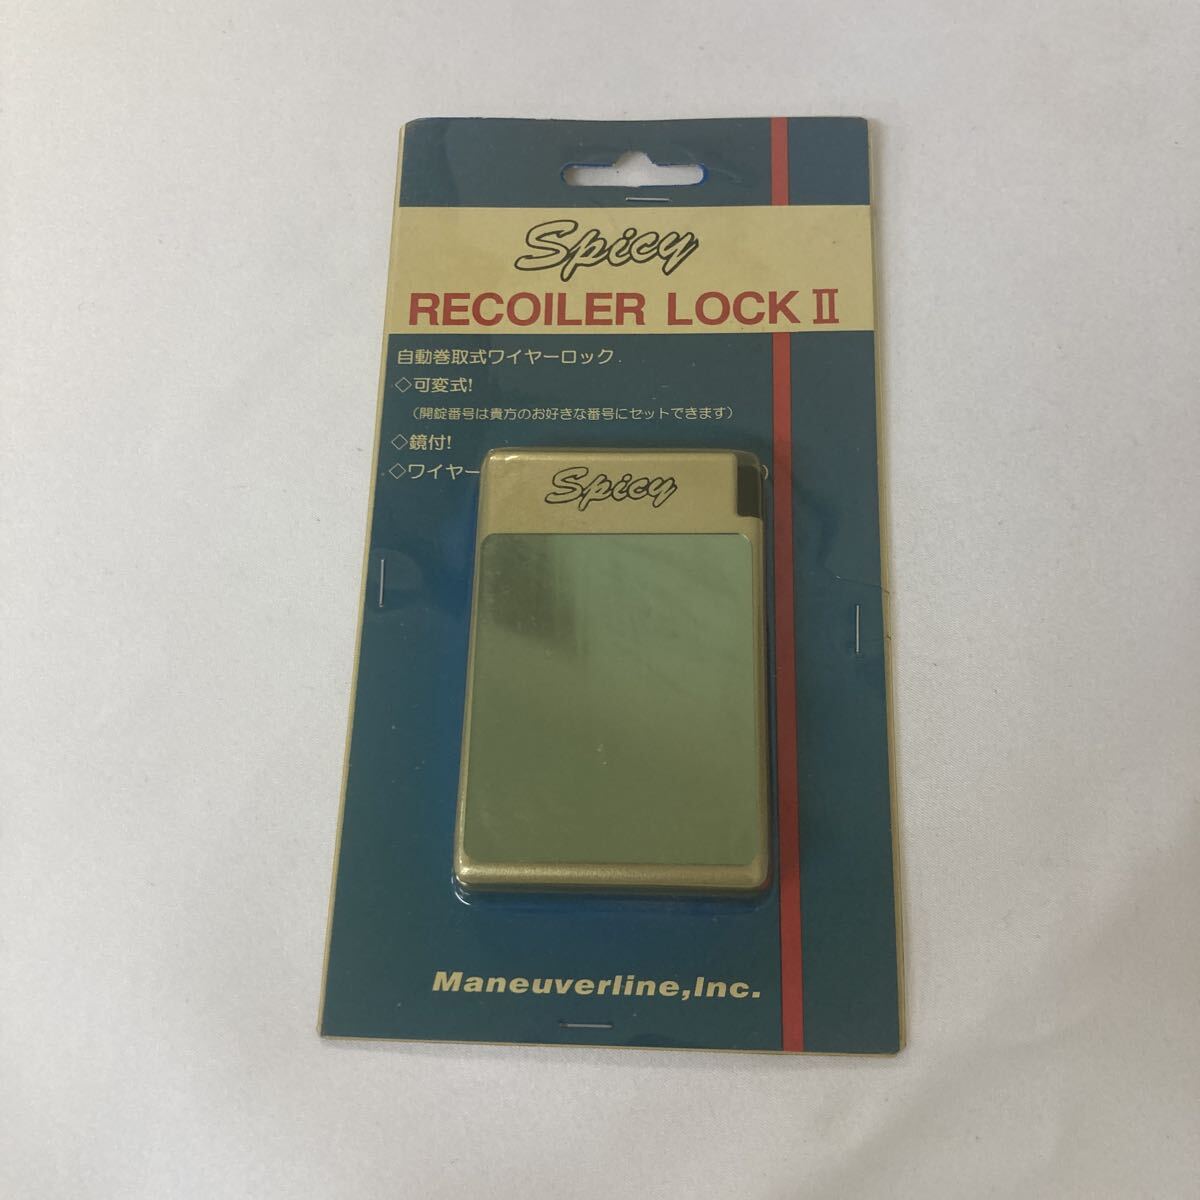 Spicy
RECOILER LOCK Ⅱ
自動巻取式ワイヤーロック.
◇可変式!
(開錠番号は貴方のお好きな番号にセットできます)
◇鏡付!
◇ワイヤー
Spicy
Maneuverline,Inc.